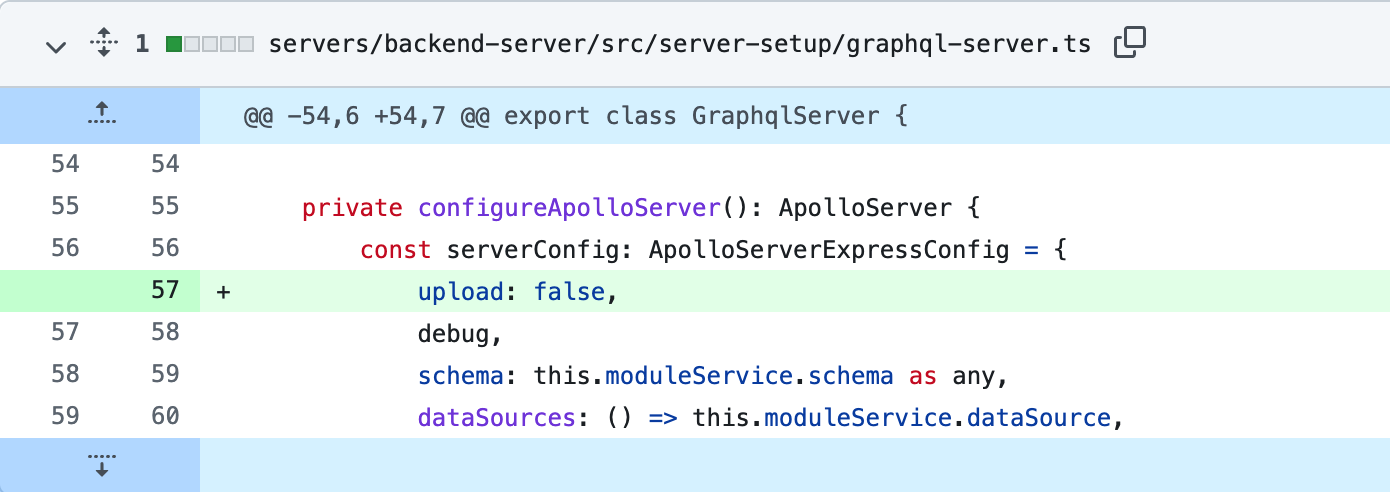 1 servers/backend-server/src/server-setup/graphql-server.ts
@@ -54,6 +54,7 @@ export class GraphqlServer {
54 54
55 55 private configureApolloServer(): ApolloServer {
56 56 const serverConfig: ApolloServerExpressConfig = {
57 + upload: false,
57 58 debug,
58 59 schema: this.moduleService.schema as any,
59 60 dataSources: () => this.moduleService.dataSource,